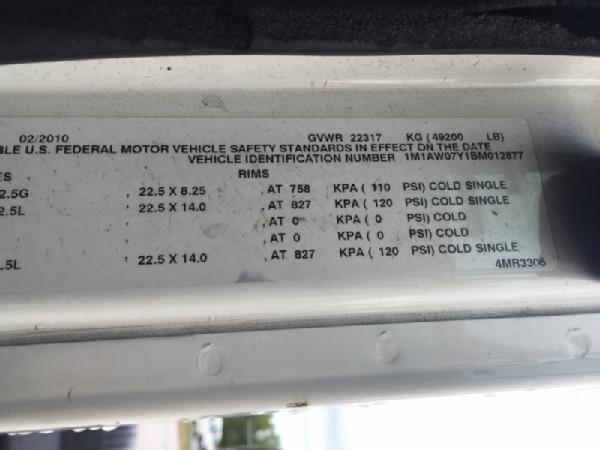 02/2010 GVWR 22317 KG ( 49200 LB)
BLE U.S. FEDERAL MOTOR VEHICLE SAFETY STANDARDS IN EFFECT ON THE DATE
VEHICLE IDENTIFICATION NUMBER 1M1AW07Y1BM012877
ES RIMS
2.5G , 22.5 X 8.25 , AT 758 KPA ( 110 PSI) COLD SINGLE
2.5L , 22.5 X 14.0 , AT 827 KPA ( 120 PSI) COLD SINGLE
, AT 0 KPA ( 0 PSI) COLD
, AT 0 KPA ( 0 PSI) COLD
.5L , 22.5 X 14.0 , AT 827 KPA ( 120 PSI) COLD SINGLE
4MR3306